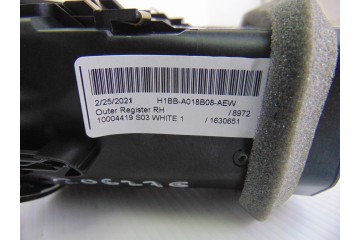 2/25/2021 H1BB-A018B08-AEW
Outer Register RH / 8972
10004419 S03 WHITE 1 / 1630651